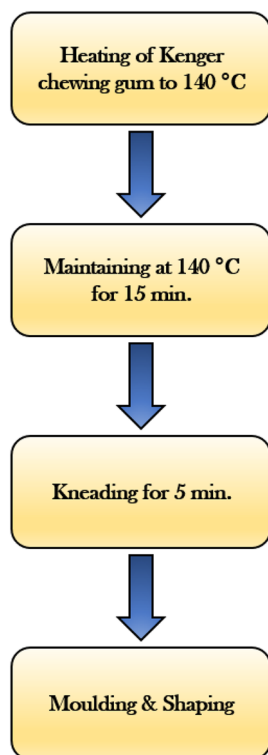 Heating of Kenger
chewing gum to 140 °C
Maintaining at 140 °C
for 15 min.
Kneading for 5 min.
Moulding & Shaping